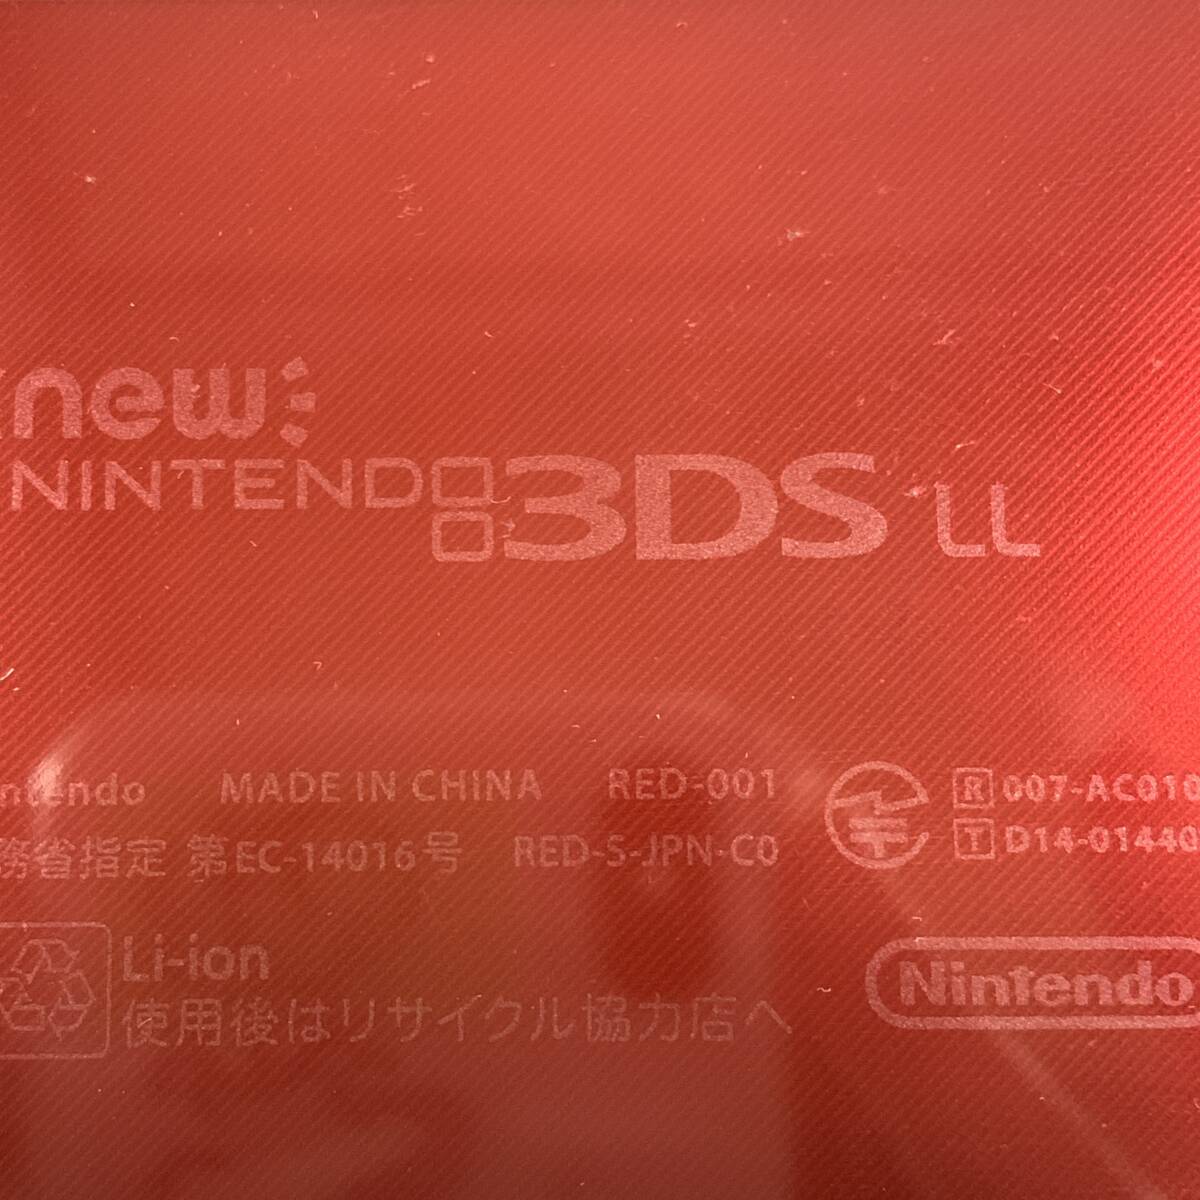 new
NINTENDO 3DS LL
Nintendo MADE IN CHINA RED-001
務省指定 第EC-14016号 RED-S-JPN-C0
R 007-AC010
T D14-01440
Li-ion
使用後はリサイクル協力店へ
Nintendo